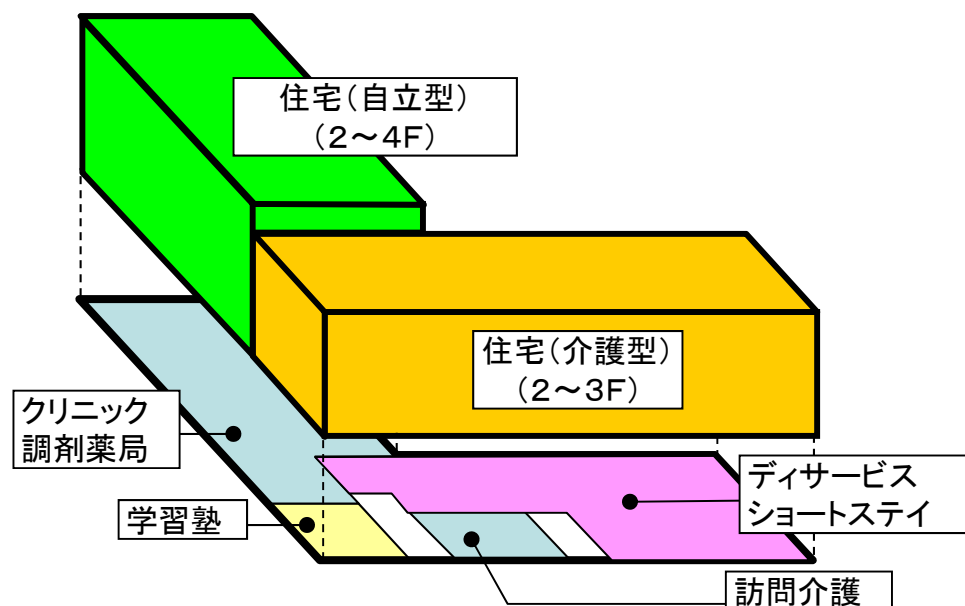 住宅（自立型）
（２～４F）
住宅（介護型）
（２～３F）
クリニック
調剤薬局
学習塾
ディサービス
ショートステイ
訪問介護